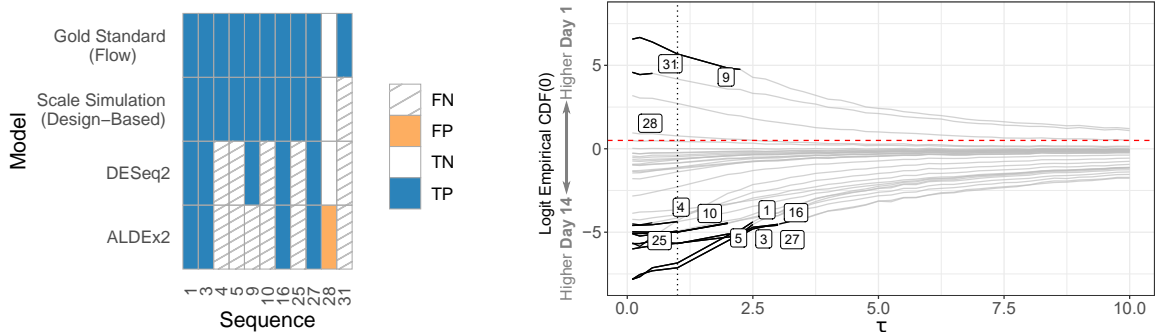 Model
Gold Standard
(Flow)
Scale Simulation
(Design−Based)
DESeq2
ALDEx2
1
3
4
5
9
10
16
25
27
28
31
Sequence
FN
FP
TN
TP
Logit Empirical CDF(0)
Higher Day 14
Higher Day 1
5
0
−5
31
9
28
4
10
1
16
25
5
3
27
0.0
2.5
5.0
7.5
10.0
τ